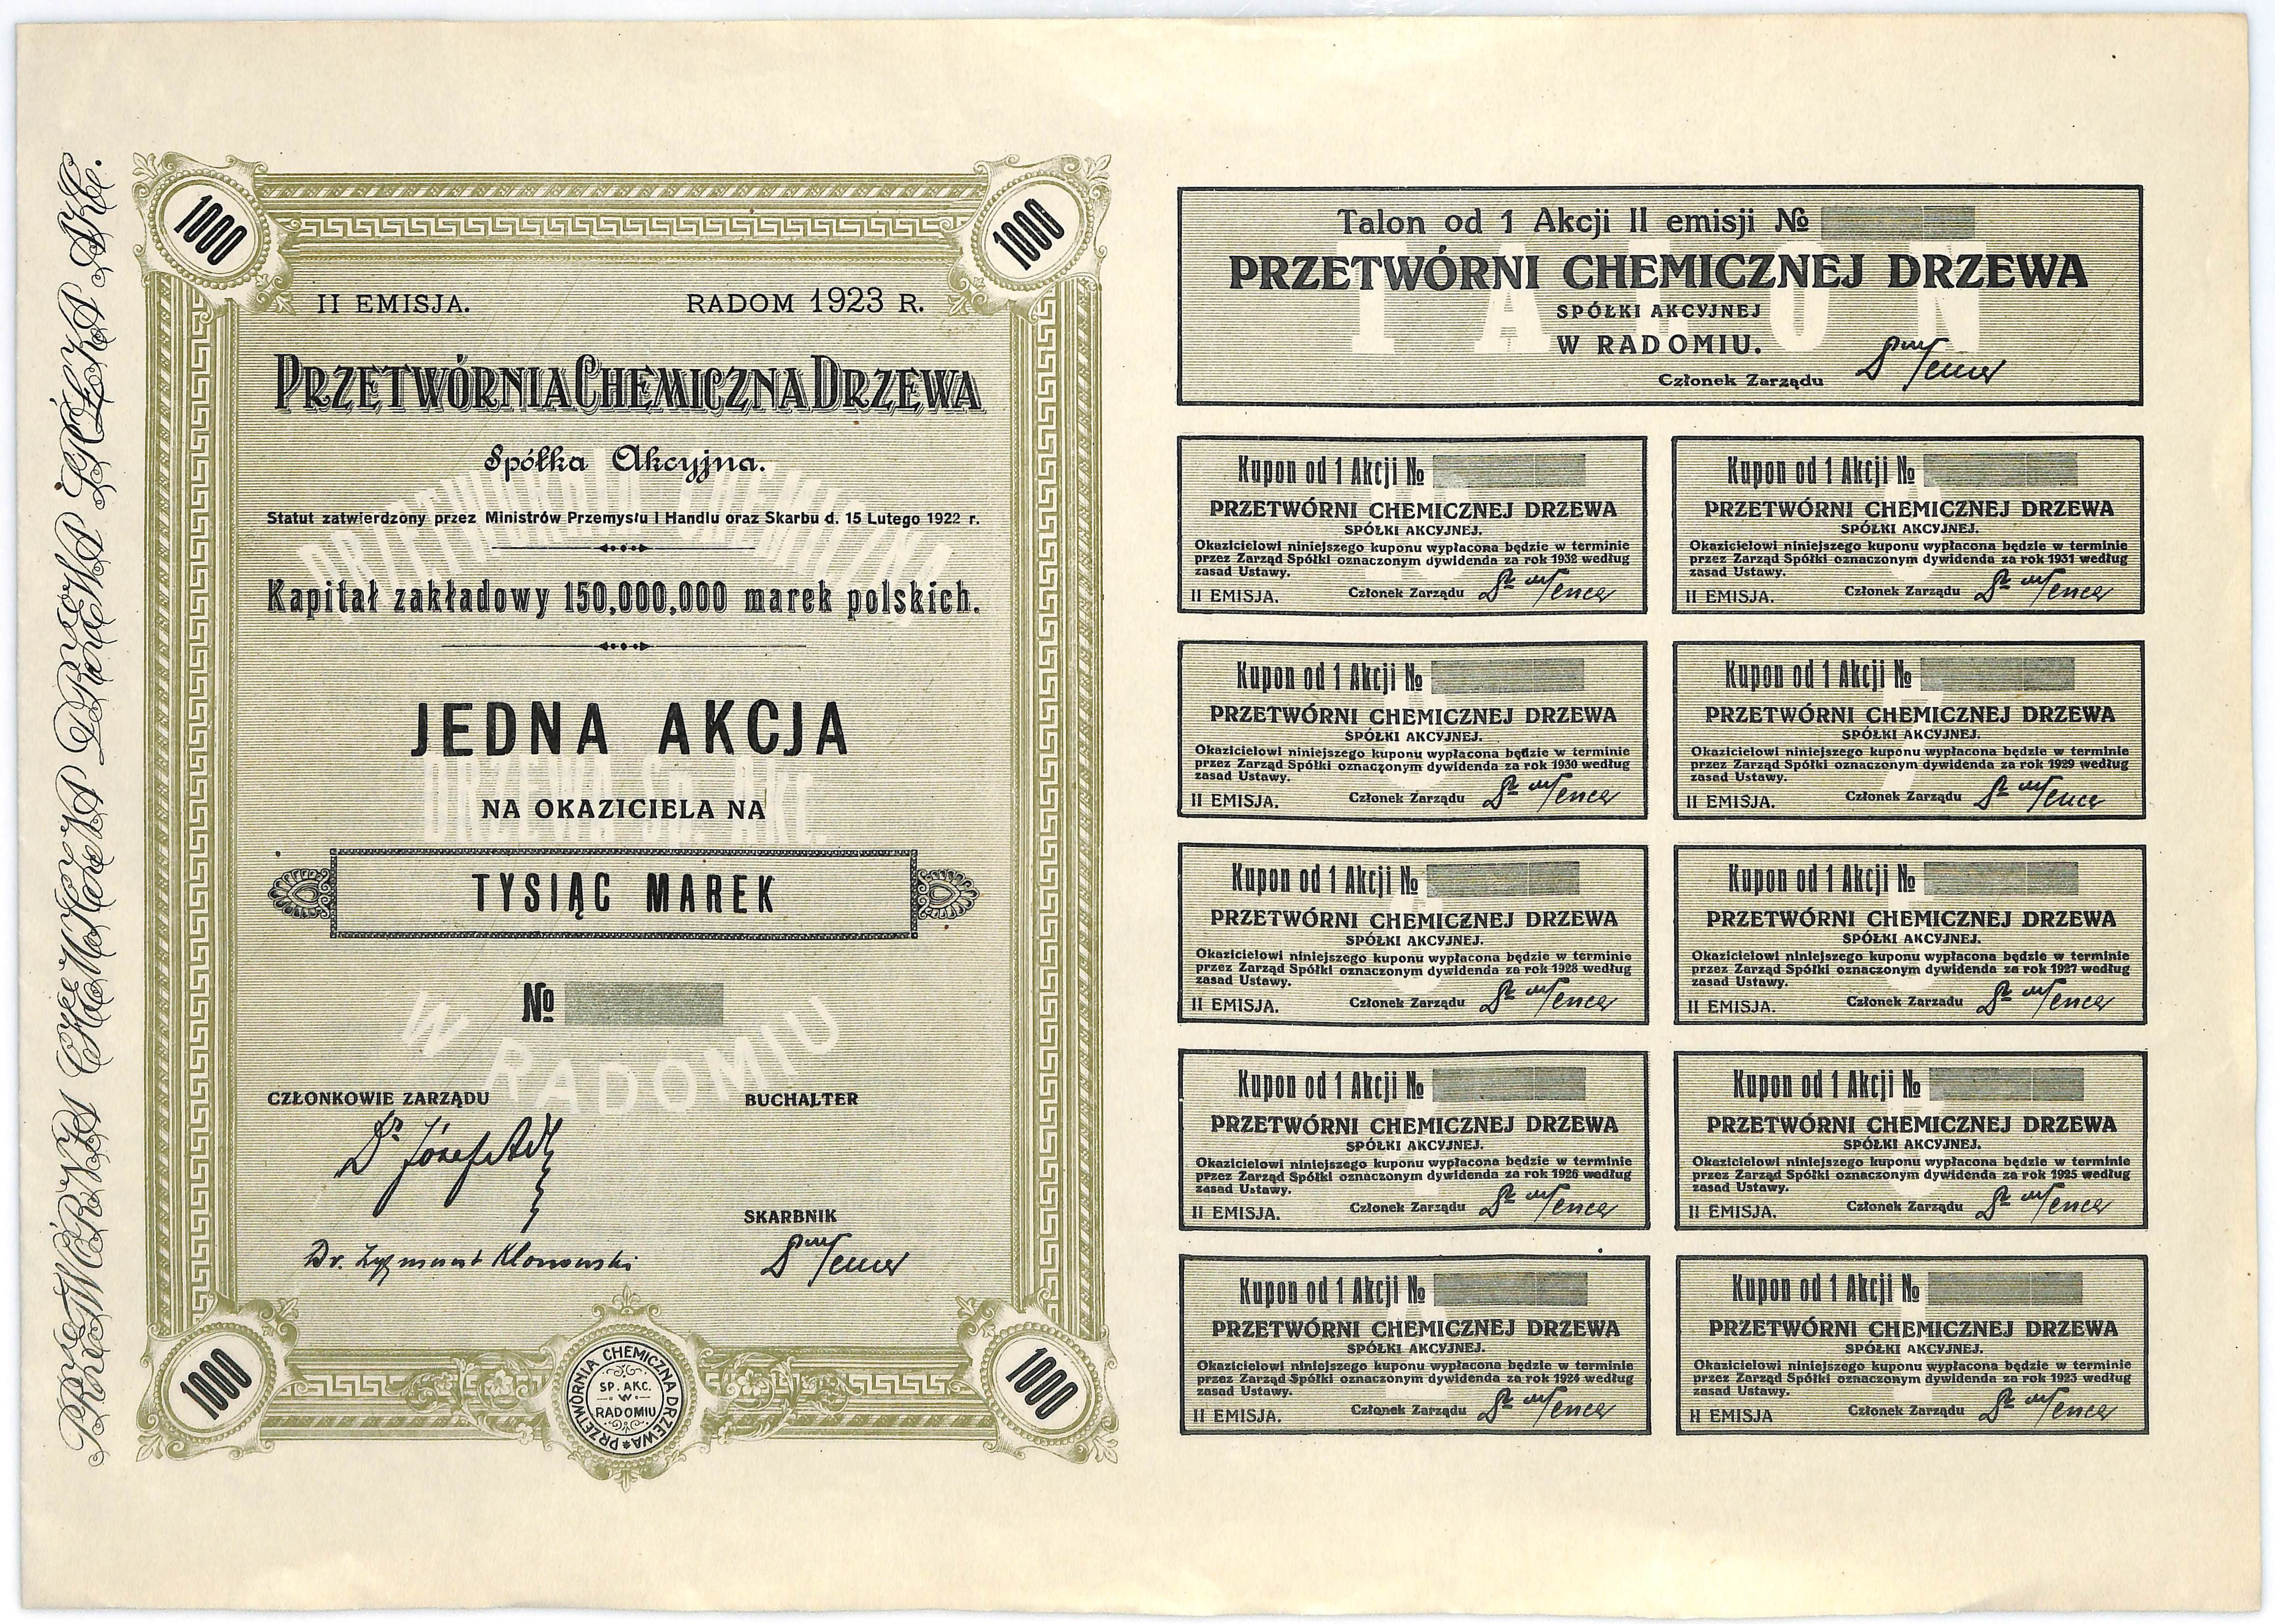 PRZETWÓRNIA CHEMICZNA DRZEWA SPÓŁKA AKC.
1000
1000
II EMISJA. RADOM 1923 R.
PRZETWÓRNIA CHEMICZNA DRZEWA
Spółka Akcyjna.
PRZETWÓRNIA CHEMICZNA
Statut zatwierdzony przez Ministrów Przemysłu i Handlu oraz Skarbu d. 15 Lutego 1922 r.
Kapitał zakładowy 150,000,000 marek polskich.
JEDNA AKCJA
DRZEWA Sp. Akc.
NA OKAZICIELA NA
TYSIĄC MAREK
№
W RADOMIU
CZŁONKOWIE ZARZĄDU BUCHALTER
Dr Józef
SKARBNIK
Dr. Zygmunt Klonowski
1000
1000
PRZETWÓRNIA CHEMICZNA DRZEWA
SP. AKC.
W
RADOMIU
Talon od 1 Akcji II emisji №
PRZETWÓRNI CHEMICZNEJ DRZEWA
TALON
SPÓŁKI AKCYJNEJ
W RADOMIU.
Członek Zarządu
Kupon od 1 Akcji №
PRZETWÓRNI CHEMICZNEJ DRZEWA
SPÓŁKI AKCYJNEJ.
Okazicielowi niniejszego kuponu wypłacona będzie w terminie
przez Zarząd Spółki oznaczonym dywidenda za rok 1932 według
zasad Ustawy.
II EMISJA. Członek Zarządu
Kupon od 1 Akcji №
PRZETWÓRNI CHEMICZNEJ DRZEWA
SPÓŁKI AKCYJNEJ.
Okazicielowi niniejszego kuponu wypłacona będzie w terminie
przez Zarząd Spółki oznaczonym dywidenda za rok 1931 według
zasad Ustawy.
II EMISJA. Członek Zarządu
Kupon od 1 Akcji №
PRZETWÓRNI CHEMICZNEJ DRZEWA
SPÓŁKI AKCYJNEJ.
Okazicielowi niniejszego kuponu wypłacona będzie w terminie
przez Zarząd Spółki oznaczonym dywidenda za rok 1930 według
zasad Ustawy.
II EMISJA. Członek Zarządu
Kupon od 1 Akcji №
PRZETWÓRNI CHEMICZNEJ DRZEWA
SPÓŁKI AKCYJNEJ.
Okazicielowi niniejszego kuponu wypłacona będzie w terminie
przez Zarząd Spółki oznaczonym dywidenda za rok 1929 według
zasad Ustawy.
II EMISJA. Członek Zarządu
Kupon od 1 Akcji №
PRZETWÓRNI CHEMICZNEJ DRZEWA
SPÓŁKI AKCYJNEJ.
Okazicielowi niniejszego kuponu wypłacona będzie w terminie
przez Zarząd Spółki oznaczonym dywidenda za rok 1928 według
zasad Ustawy.
II EMISJA. Członek Zarządu
Kupon od 1 Akcji №
PRZETWÓRNI CHEMICZNEJ DRZEWA
SPÓŁKI AKCYJNEJ.
Okazicielowi niniejszego kuponu wypłacona będzie w terminie
przez Zarząd Spółki oznaczonym dywidenda za rok 1927 według
zasad Ustawy.
II EMISJA. Członek Zarzadu
Kupon od 1 Akcji №
PRZETWÓRNI CHEMICZNEJ DRZEWA
SPÓŁKI AKCYJNEJ.
Okazicielowi niniejszego kuponu wypłacona będzie w terminie
przez Zarząd Spółki oznaczonym dywidenda za rok 1926 według
zasad Ustawy.
II EMISJA. Członek Zarządu
Kupon od 1 Akcji №
PRZETWÓRNI CHEMICZNEJ DRZEWA
SPÓŁKI AKCYJNEJ.
Okazicielowi niniejszego kuponu wypłacona będzie w terminie
przez Zarząd Spółki oznaczonym dywidenda za rok 1925 według
zasad Ustawy.
II EMISJA. Członek Zarządu
Kupon od 1 Akcji №
PRZETWÓRNI CHEMICZNEJ DRZEWA
SPÓŁKI AKCYJNEJ.
Okazicielowi niniejszego kuponu wypłacona będzie w terminie
przez Zarząd Spółki oznaczonym dywidenda za rok 1924 według
zasad Ustawy.
II EMISJA. Członek Zarządu
Kupon od 1 Akcji №
PRZETWÓRNI CHEMICZNEJ DRZEWA
SPÓŁKI AKCYJNEJ.
Okazicielowi niniejszego kuponu wypłacona będzie w terminie
przez Zarząd Spółki oznaczonym dywidenda za rok 1923 według
zasad Ustawy.
II EMISJA Członek Zarządu